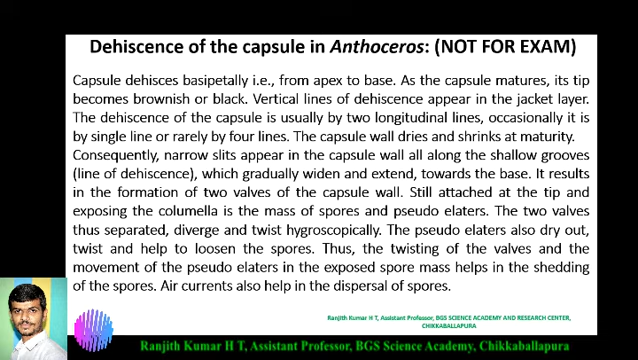 Dehiscence of the capsule in Anthoceros: (NOT FOR EXAM)
Capsule dehisces basipetally i.e., from apex to base. As the capsule matures, its tip
becomes brownish or black. Vertical lines of dehiscence appear in the jacket layer.
The dehiscence of the capsule is usually by two longitudinal lines, occasionally it is
by single line or rarely by four lines. The capsule wall dries and shrinks at maturity.
Consequently, narrow slits appear in the capsule wall all along the shallow grooves
(line of dehiscence), which gradually widen and extend, towards the base. It results
in the formation of two valves of the capsule wall. Still attached at the tip and
exposing the columella is the mass of spores and pseudo elaters. The two valves
thus separated, diverge and twist hygroscopically. The pseudo elaters also dry out,
twist and help to loosen the spores. Thus, the twisting of the valves and the
movement of the pseudo elaters in the exposed spore mass helps in the shedding
of the spores. Air currents also help in the dispersal of spores.
Ranjith Kumar H T, Assistant Professor, BGS SCIENCE ACADEMY AND RESEARCH CENTER,
CHIKKABALLAPURA
Ranjith Kumar H T, Assistant Professor, BGS Science Academy, Chikkaballapura